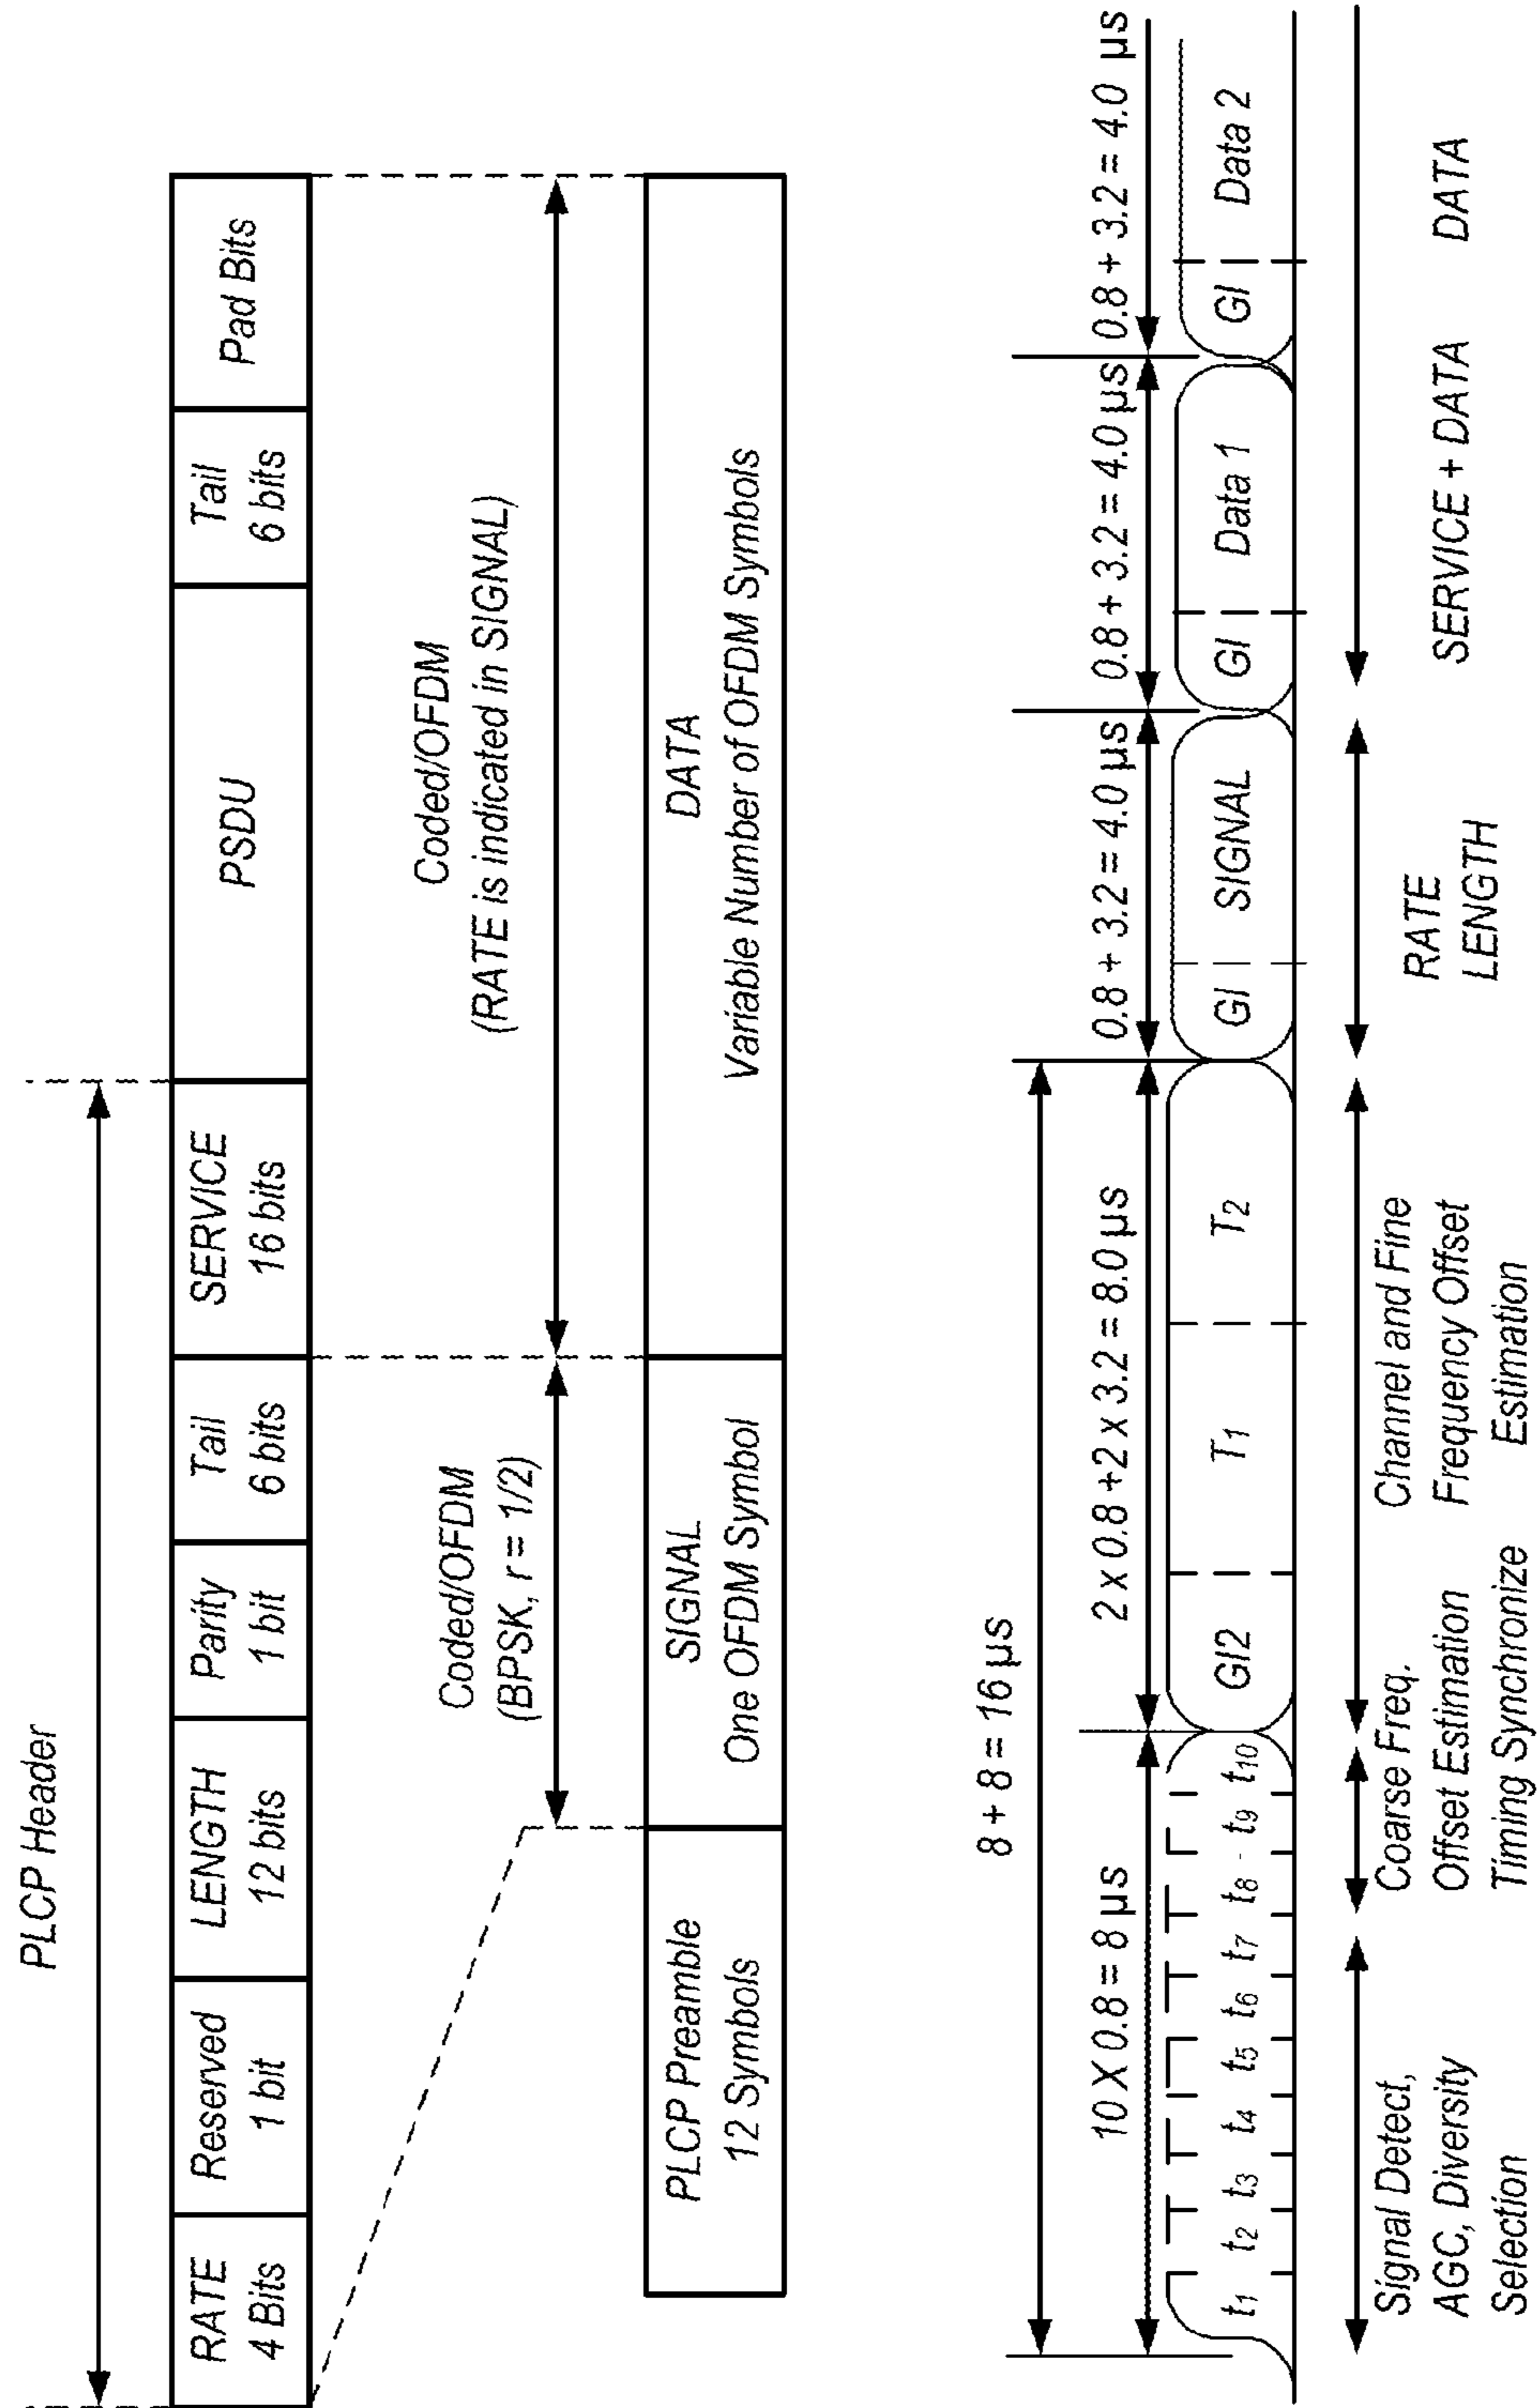 PLCP Header
RATE
4 Bits
Reserved
1 bit
LENGTH
12 bits
Parity
1 bit
Tail
6 bits
SERVICE
16 bits
PSDU
Tail
6 bits
Pad Bits
Coded/OFDM
(BPSK, r = 1/2)
Coded/OFDM
(RATE is indicated in SIGNAL)
PLCP Preamble
12 Symbols
SIGNAL
One OFDM Symbol
DATA
Variable Number of OFDM Symbols
8 + 8 = 16 µs
10 X 0.8 = 8 µs
2 x 0.8 +2 x 3.2 = 8.0 µs
0.8 + 3.2 = 4.0 µs
0.8 + 3.2 = 4.0 µs
0.8 + 3.2 = 4.0 µs
t1 t2 t3 t4 t5 t6 t7 t8 t9 t10
GI2
T1
T2
GI
SIGNAL
GI
Data 1
GI
Data 2
Signal Detect,
AGC, Diversity
Selection
Coarse Freq.
Offset Estimation
Timing Synchronize
Channel and Fine
Frequency Offset
Estimation
RATE
LENGTH
SERVICE + DATA
DATA